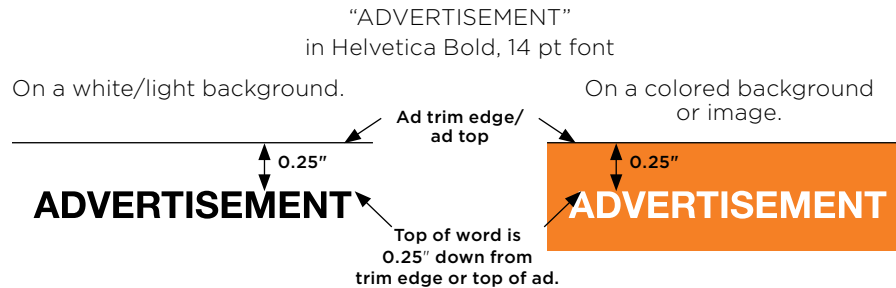 “ADVERTISEMENT”
in Helvetica Bold, 14 pt font
On a white/light background.
On a colored background
or image.
Ad trim edge/
ad top
0.25"
0.25"
ADVERTISEMENT
ADVERTISEMENT
Top of word is
0.25" down from
trim edge or top of ad.